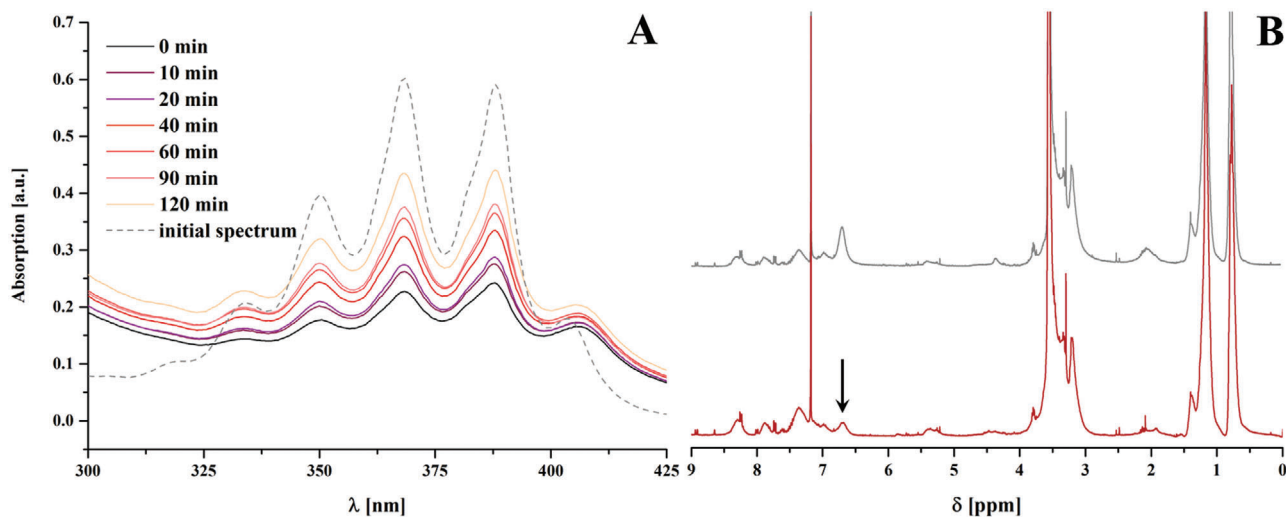 A
B
0 min
10 min
20 min
40 min
60 min
90 min
120 min
initial spectrum
Absorption [a.u.]
0.7
0.6
0.5
0.4
0.3
0.2
0.1
0.0
300 325 350 375 400 425
λ [nm]
9 8 7 6 5 4 3 2 1 0
δ [ppm]